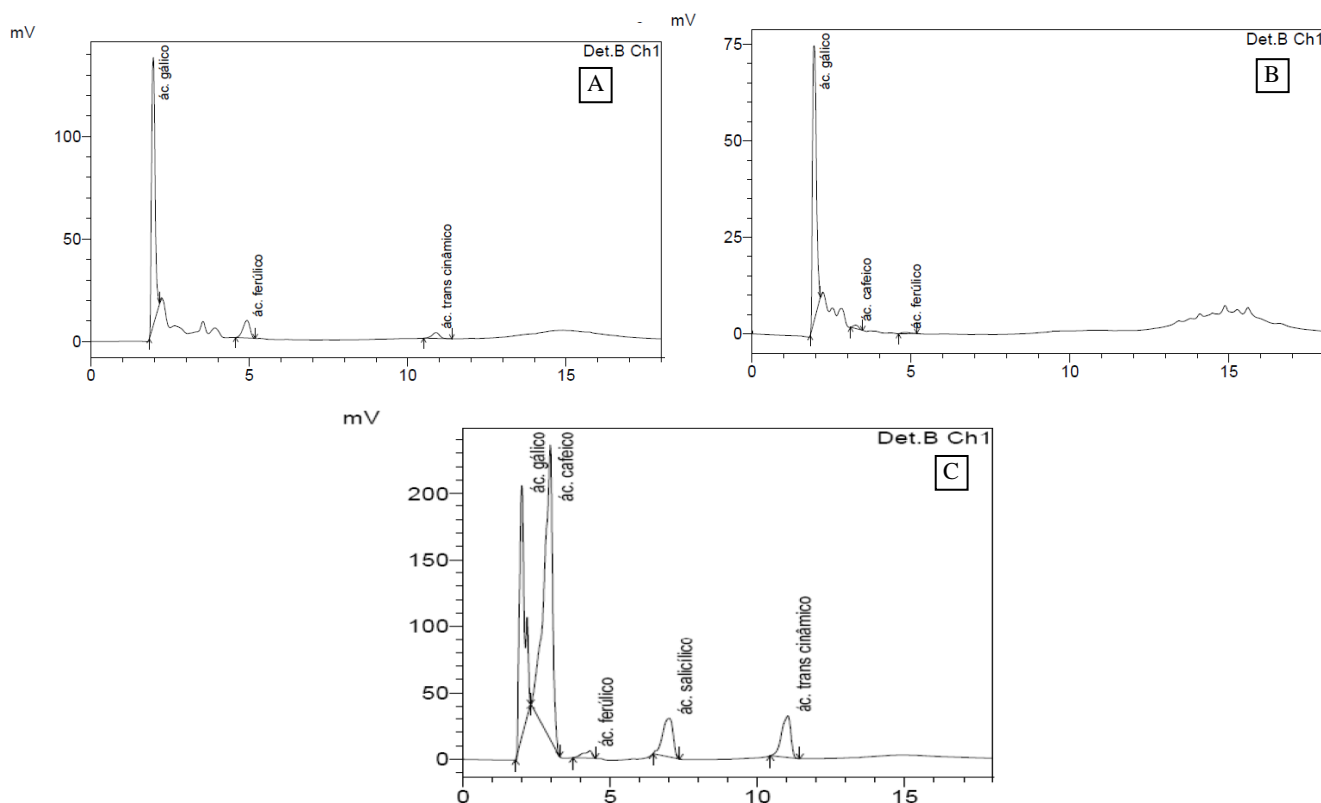 mV
Det.B Ch1
A
ác. gálico
ác. ferúlico
ác. trans cinâmico
100
50
0
0 5 10 15
mV
Det.B Ch1
B
ác. gálico
ác. cafeico
ác. ferúlico
75
50
25
0
0 5 10 15
mV
Det.B Ch1
C
ác. gálico
ác. cafeico
ác. ferúlico
ác. salicílico
ác. trans cinâmico
200
150
100
50
0
0 5 10 15